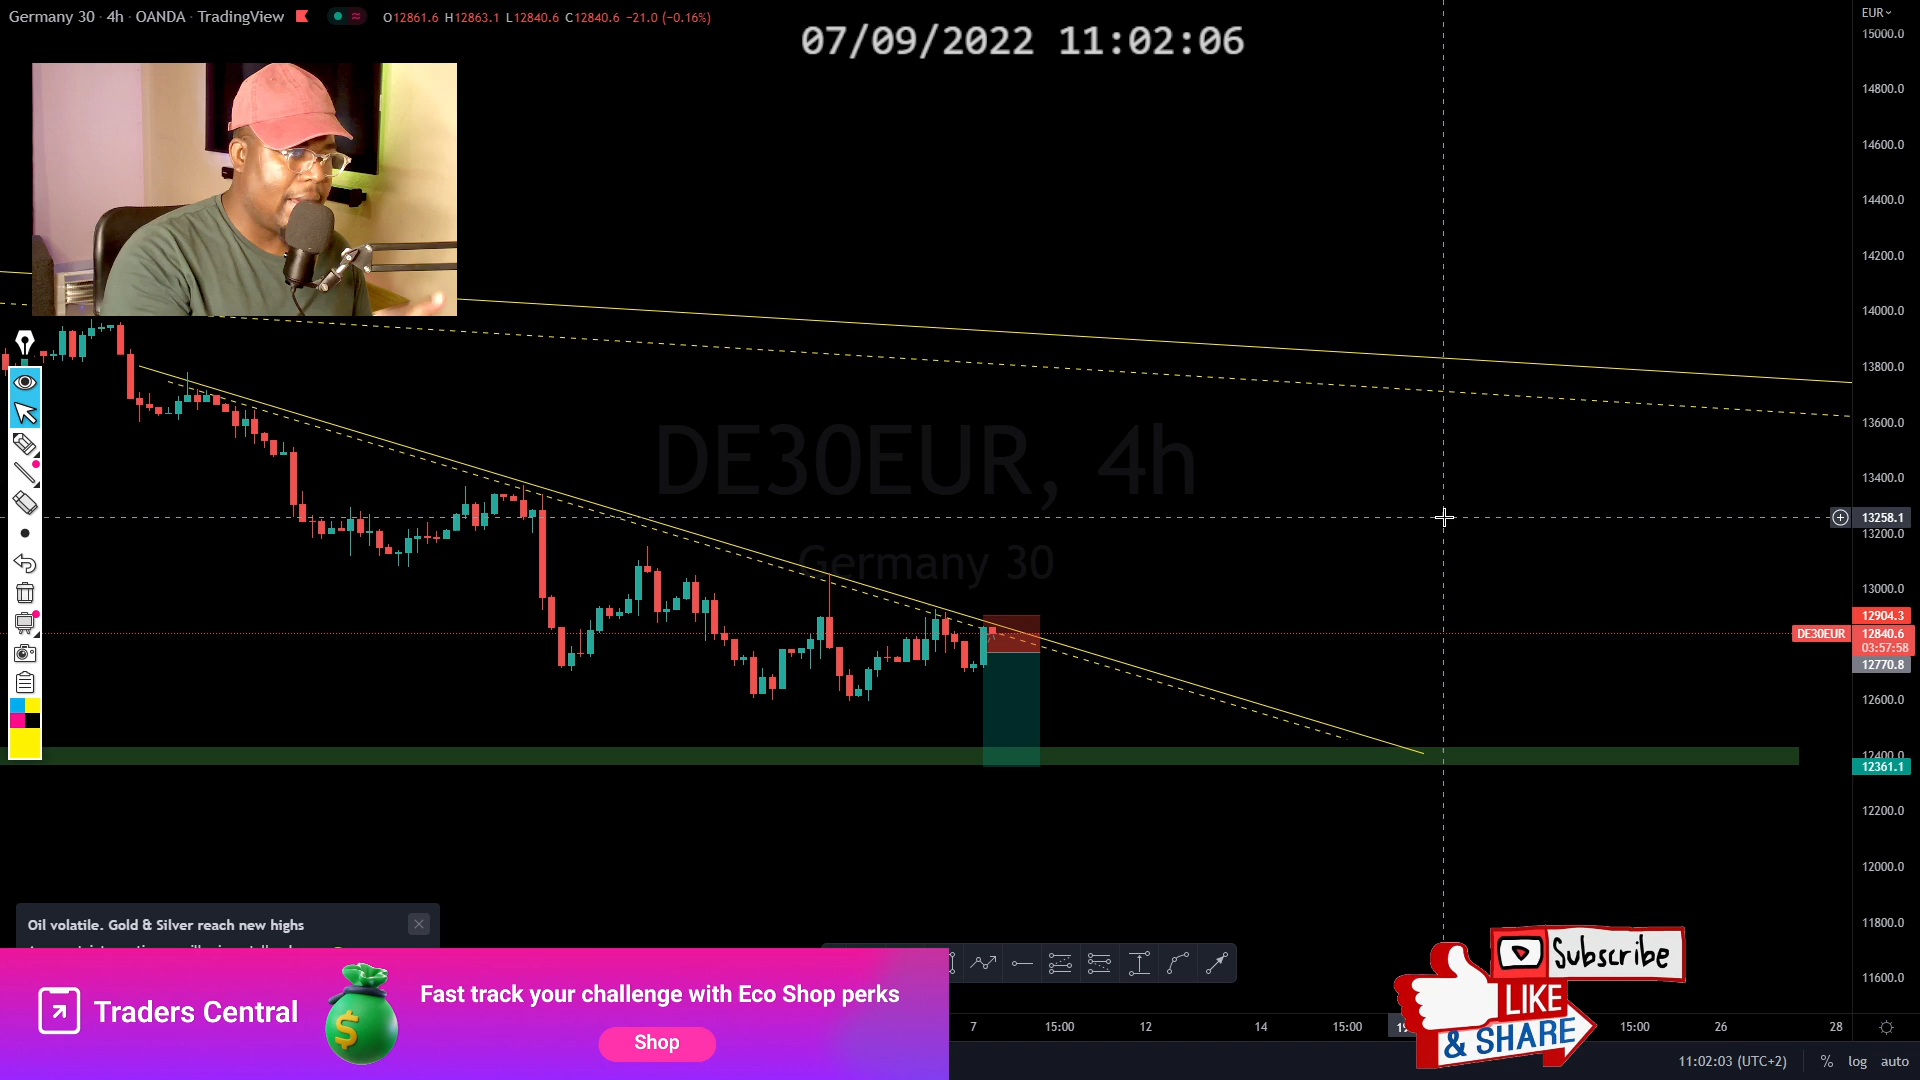 Germany 30 · 4h · OANDA · TradingView
O12861.6 H12863.1 L12840.6 C12840.6 −21.0 (−0.16%)
07/09/2022 11:02:06
EUR
15000.0
14800.0
14600.0
14400.0
14200.0
14000.0
13800.0
13600.0
13400.0
13258.1
13200.0
13000.0
12904.3
DE30EUR 12840.6
03:57:58
12770.8
12600.0
12400.0
12361.1
12200.0
12000.0
11800.0
11600.0
DE30EUR, 4h
Germany 30
Oil volatile. Gold & Silver reach new highs
Traders Central
Fast track your challenge with Eco Shop perks
Shop
Subscribe
LIKE
& SHARE
7 15:00 12 14 15:00 15:00 26 28
11:02:03 (UTC+2) % log auto